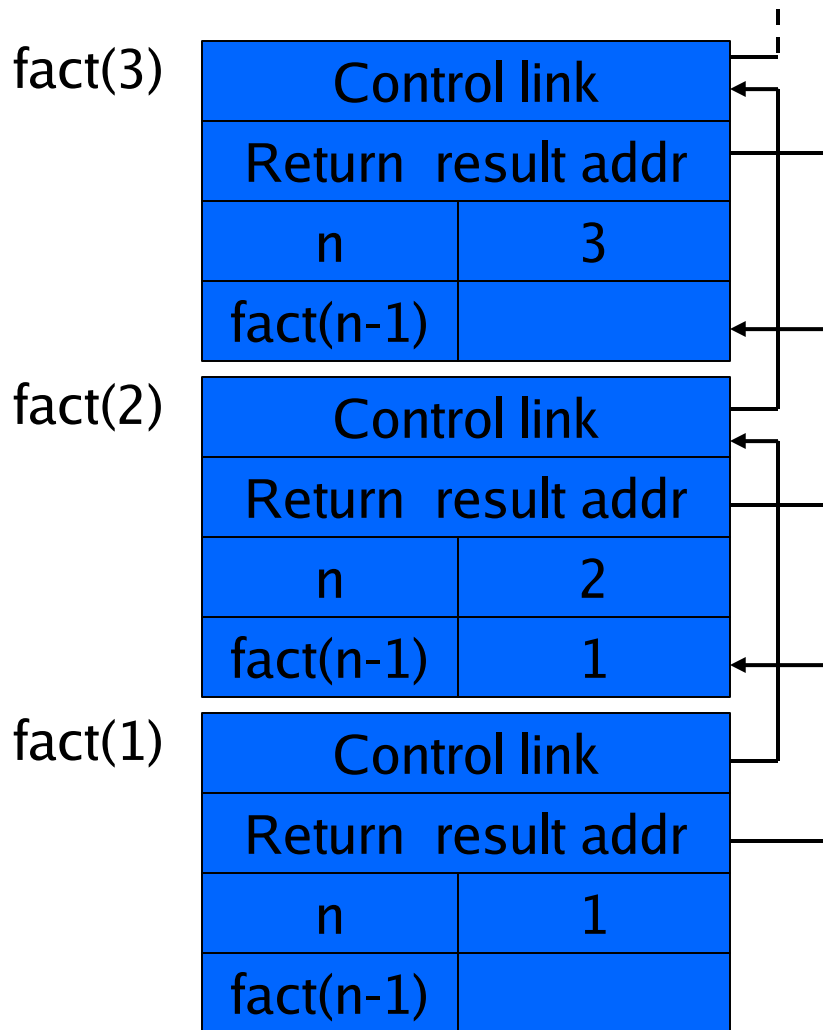 fact(3)
Control link
Return result addr
n 3
fact(n-1)
fact(2)
Control link
Return result addr
n 2
fact(n-1) 1
fact(1)
Control link
Return result addr
n 1
fact(n-1)